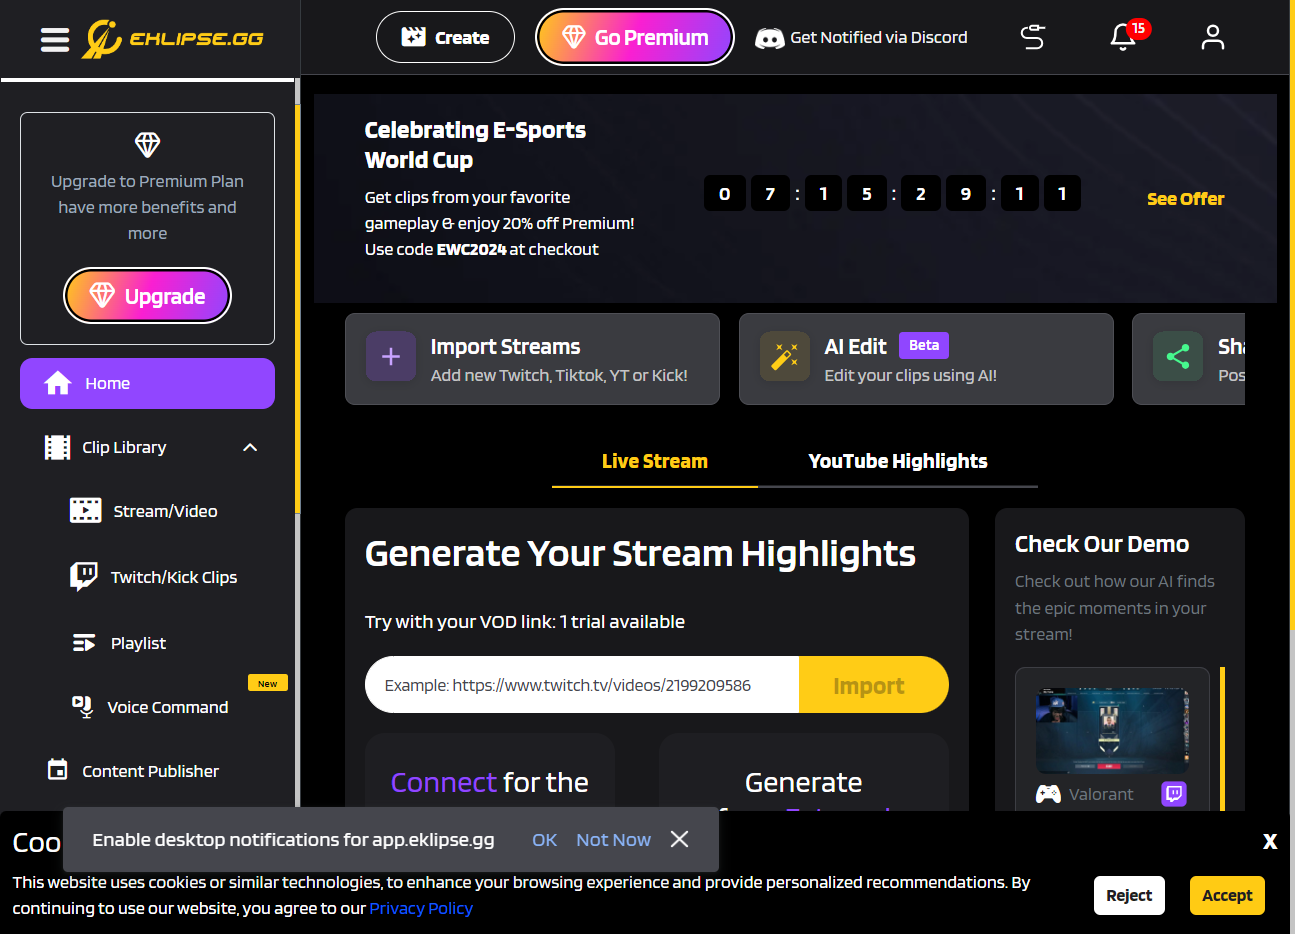 EKLIPSE.GG
Create
Go Premium
Get Notified via Discord
15
Upgrade to Premium Plan
have more benefits and
more
Upgrade
Home
Clip Library
Stream/Video
Twitch/Kick Clips
Playlist
New
Voice Command
Content Publisher
Celebrating E-Sports
World Cup
Get clips from your favorite
gameplay & enjoy 20% off Premium!
Use code EWC2024 at checkout
0 7 : 1 5 : 2 9 : 1 1
See Offer
Import Streams
Add new Twitch, Tiktok, YT or Kick!
AI Edit Beta
Edit your clips using AI!
Sha
Pos
Live Stream
YouTube Highlights
Generate Your Stream Highlights
Try with your VOD link: 1 trial available
Example: https://www.twitch.tv/videos/2199209586
Import
Connect for the
Generate
Check Our Demo
Check out how our AI finds
the epic moments in your
stream!
Valorant
Coo
Enable desktop notifications for app.eklipse.gg
OK
Not Now
X
This website uses cookies or similar technologies, to enhance your browsing experience and provide personalized recommendations. By
continuing to use our website, you agree to our Privacy Policy
Reject
Accept